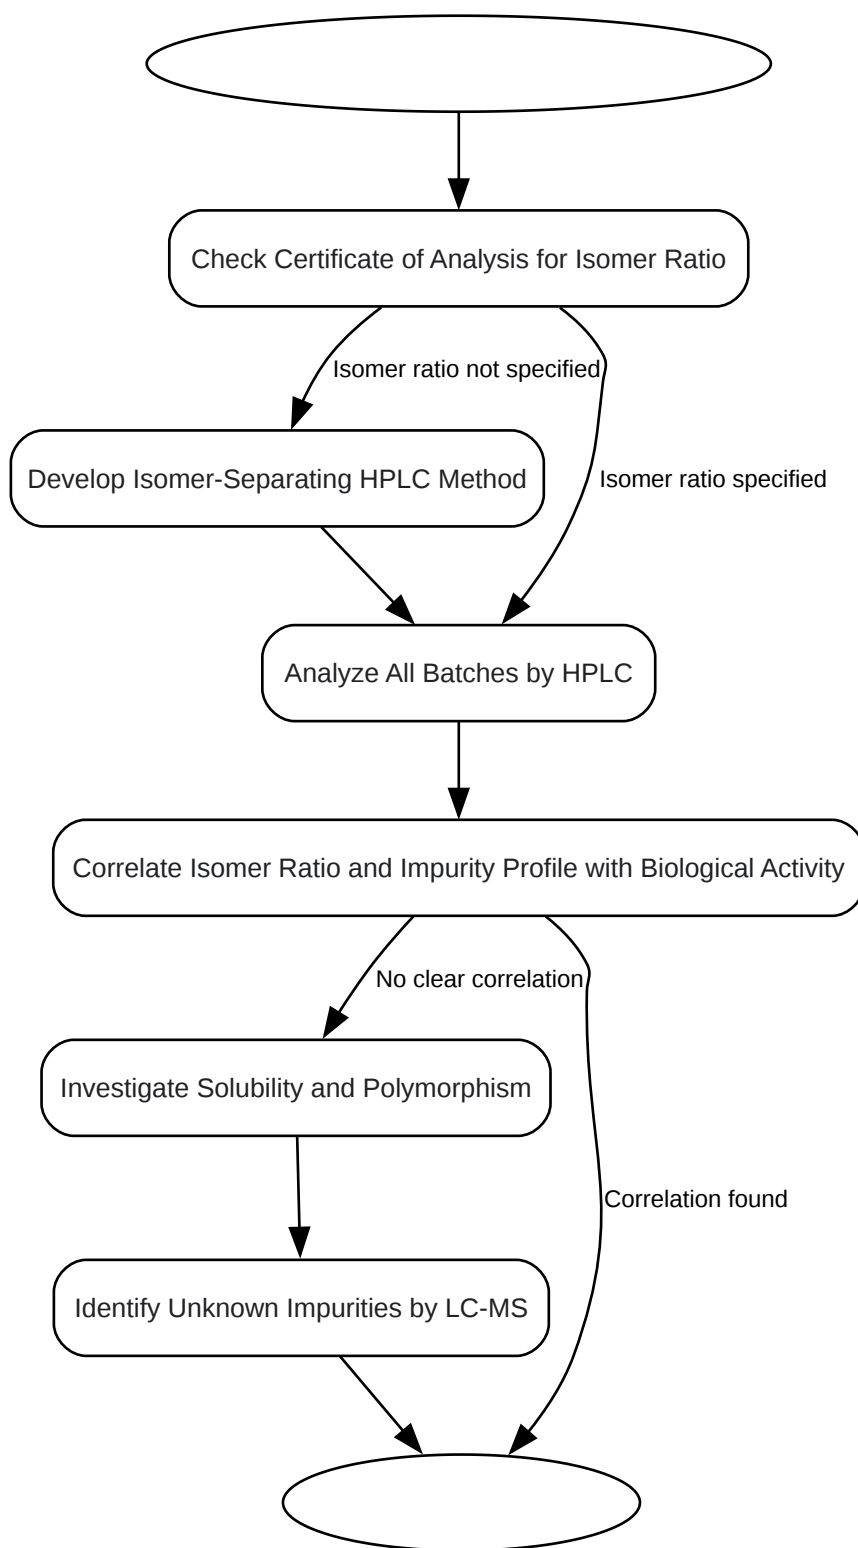 Check Certificate of Analysis for Isomer Ratio
Isomer ratio not specified
Develop Isomer-Separating HPLC Method
Isomer ratio specified
Analyze All Batches by HPLC
Correlate Isomer Ratio and Impurity Profile with Biological Activity
No clear correlation
Investigate Solubility and Polymorphism
Correlation found
Identify Unknown Impurities by LC-MS